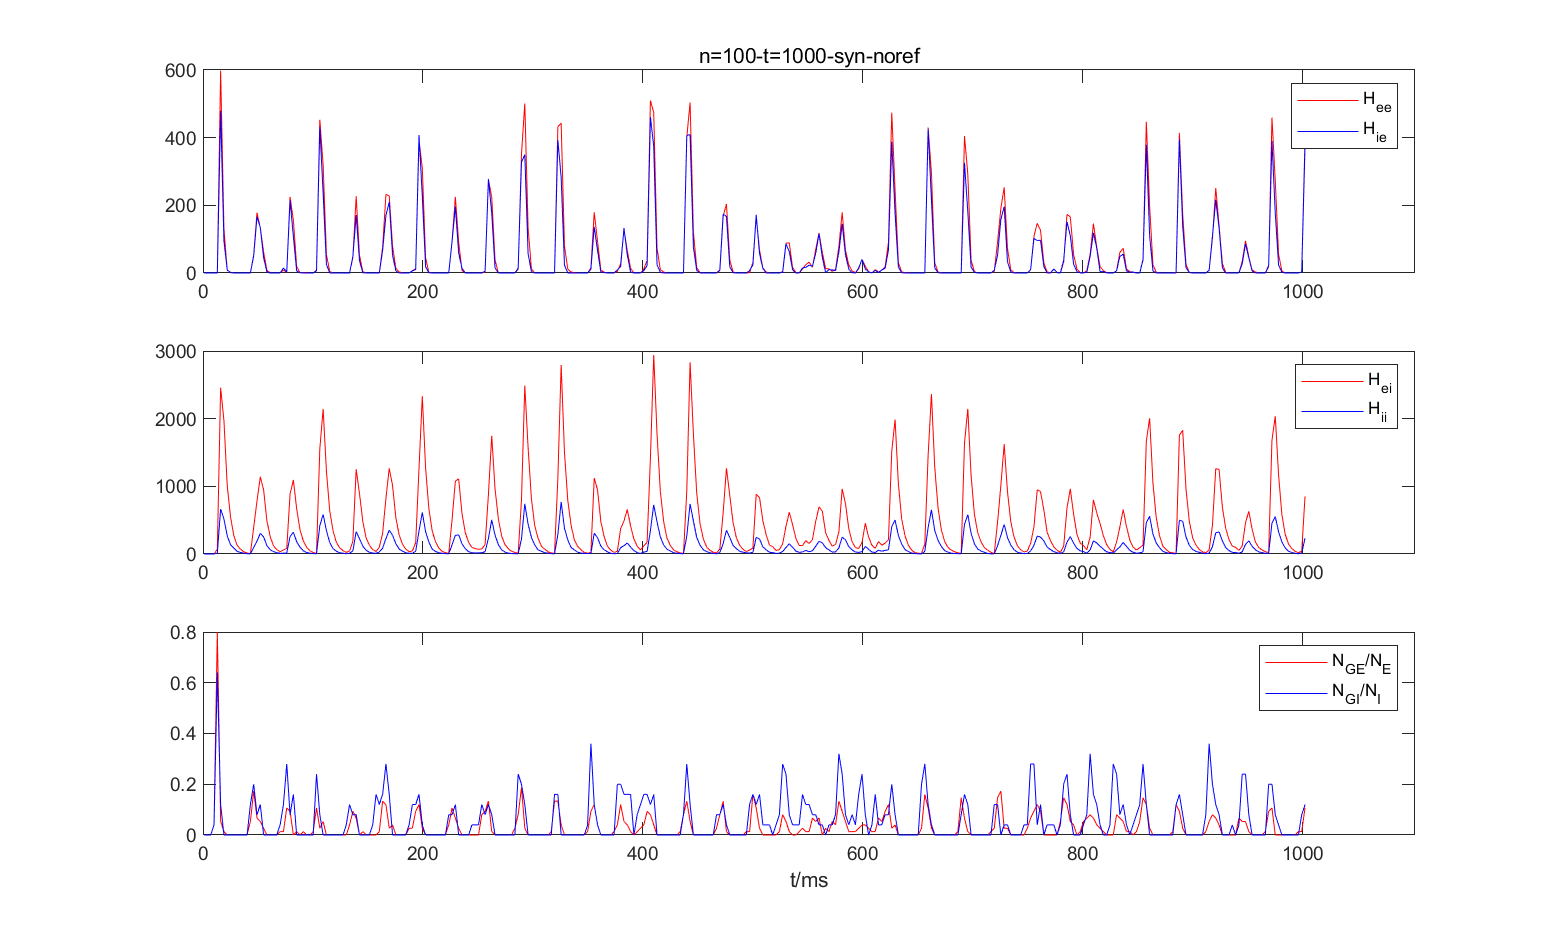 n=100-t=1000-syn-noref
600
400
200
0
0 200 400 600 800 1000
H_ee
H_ie
3000
2000
1000
0
0 200 400 600 800 1000
H_ei
H_ii
0.8
0.6
0.4
0.2
0
0 200 400 600 800 1000
N_GE/N_E
N_GI/N_I
t/ms